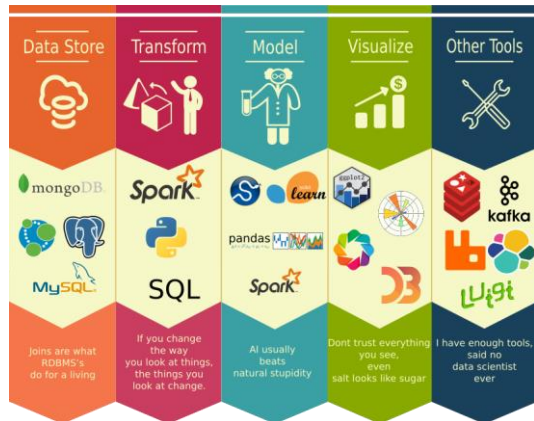 Data Store
Transform
Model
Visualize
Other Tools
$
mongoDB
MySQL
Spark
SQL
learn
pandas
Spark
ggplot2
D3
kafka
Luigi
Joins are what
RDBMS's
do for a living
If you change
the way
you look at things,
the things you
look at change.
AI usually
beats
natural stupidity
Dont trust everything
you see,
even
salt looks like sugar
I have enough tools,
said no
data scientist
ever